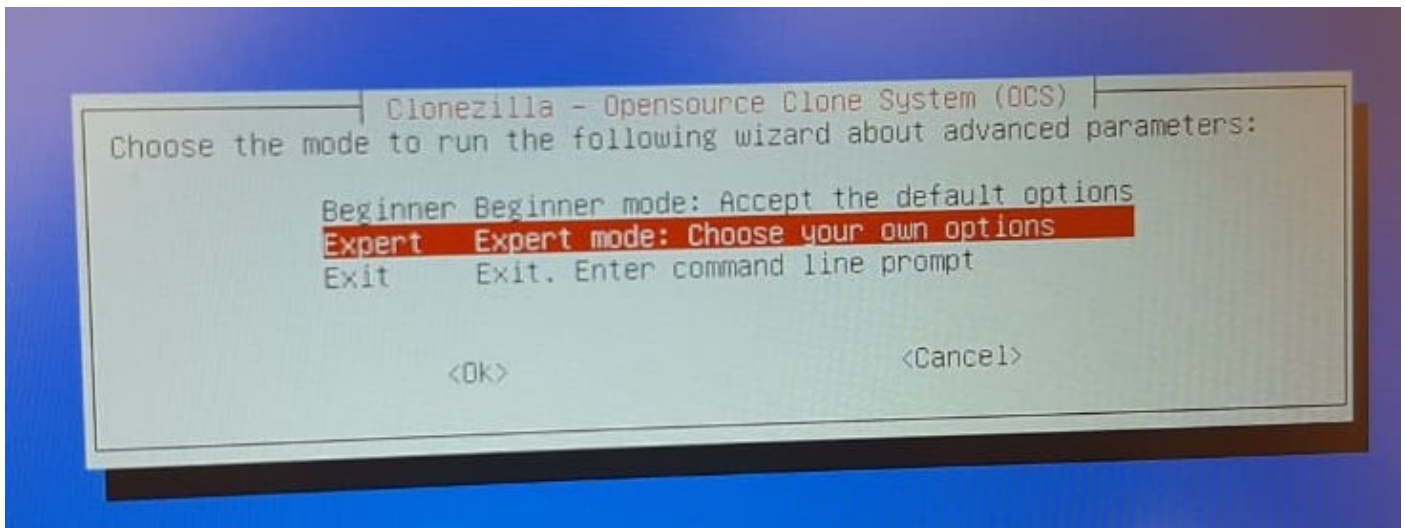 Clonezilla - Opensource Clone System (OCS)
Choose the mode to run the following wizard about advanced parameters:
Beginner Beginner mode: Accept the default options
Expert Expert mode: Choose your own options
Exit Exit. Enter command line prompt
<Ok> <Cancel>